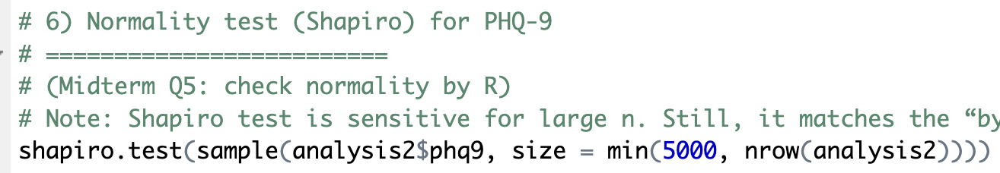 # 6) Normality test (Shapiro) for PHQ-9
# =========================
# (Midterm Q5: check normality by R)
# Note: Shapiro test is sensitive for large n. Still, it matches the “by
shapiro.test(sample(analysis2$phq9, size = min(5000, nrow(analysis2))))